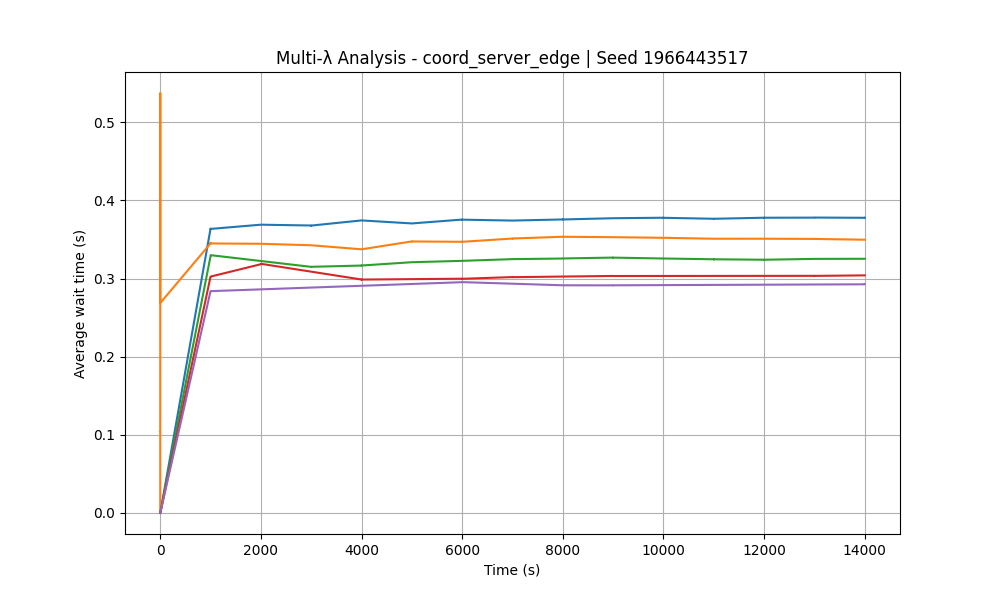 Multi-λ Analysis - coord_server_edge | Seed 1966443517
Average wait time (s)
0.5
0.4
0.3
0.2
0.1
0.0
0 2000 4000 6000 8000 10000 12000 14000
Time (s)